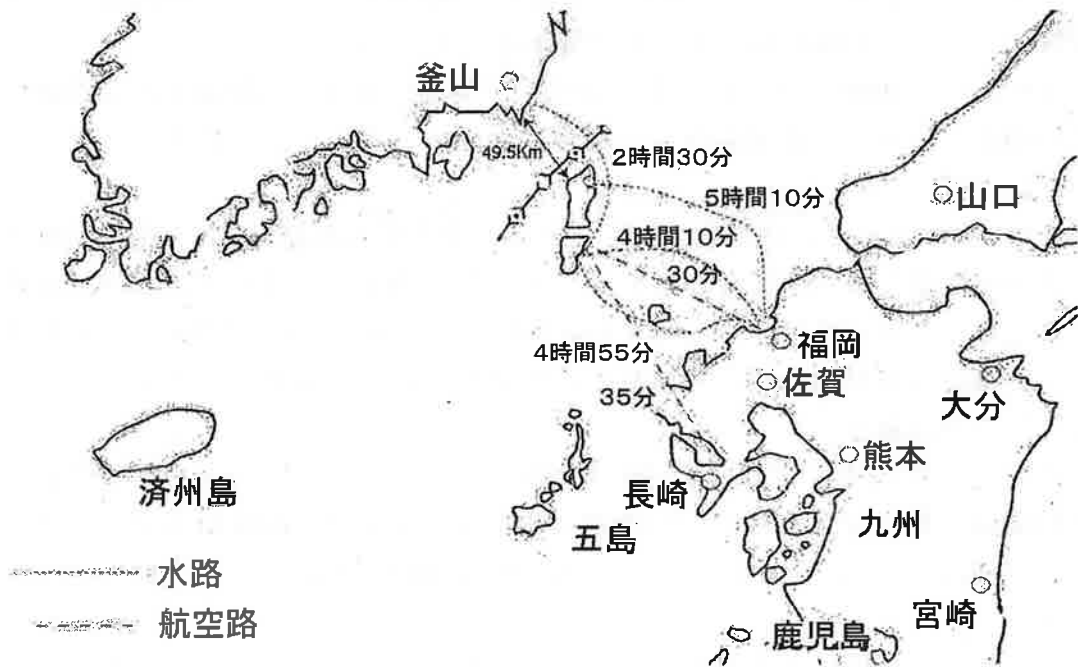 N
釜山
49.5Km
2時間30分
5時間10分
山口
4時間10分
30分
福岡
4時間55分
佐賀
35分
大分
熊本
済州島
長崎
五島
九州
水路
宮崎
航空路
鹿児島